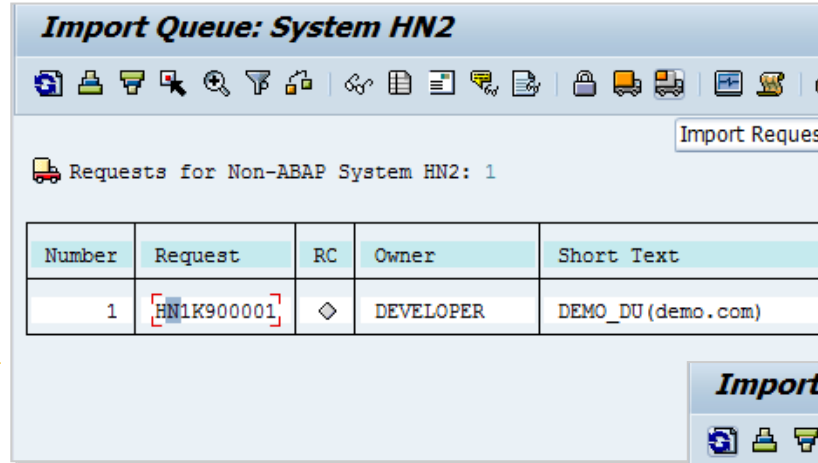 Import Queue: System HN2
Import Reques
Requests for Non-ABAP System HN2: 1
Number Request RC Owner Short Text
1 HN1K900001 DEVELOPER DEMO_DU(demo.com)
Import